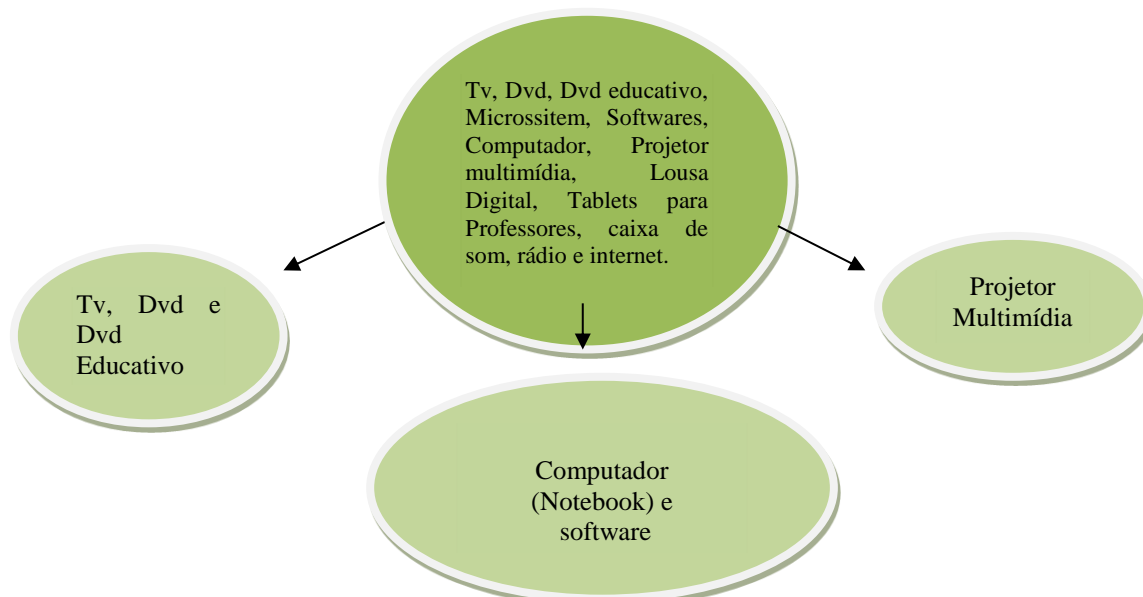 Tv, Dvd, Dvd educativo,
Microssitem, Softwares,
Computador, Projetor
multimídia, Lousa
Digital, Tablets para
Professores, caixa de
som, rádio e internet.
Tv, Dvd e
Dvd
Educativo
Projetor
Multimídia
Computador
(Notebook) e
software